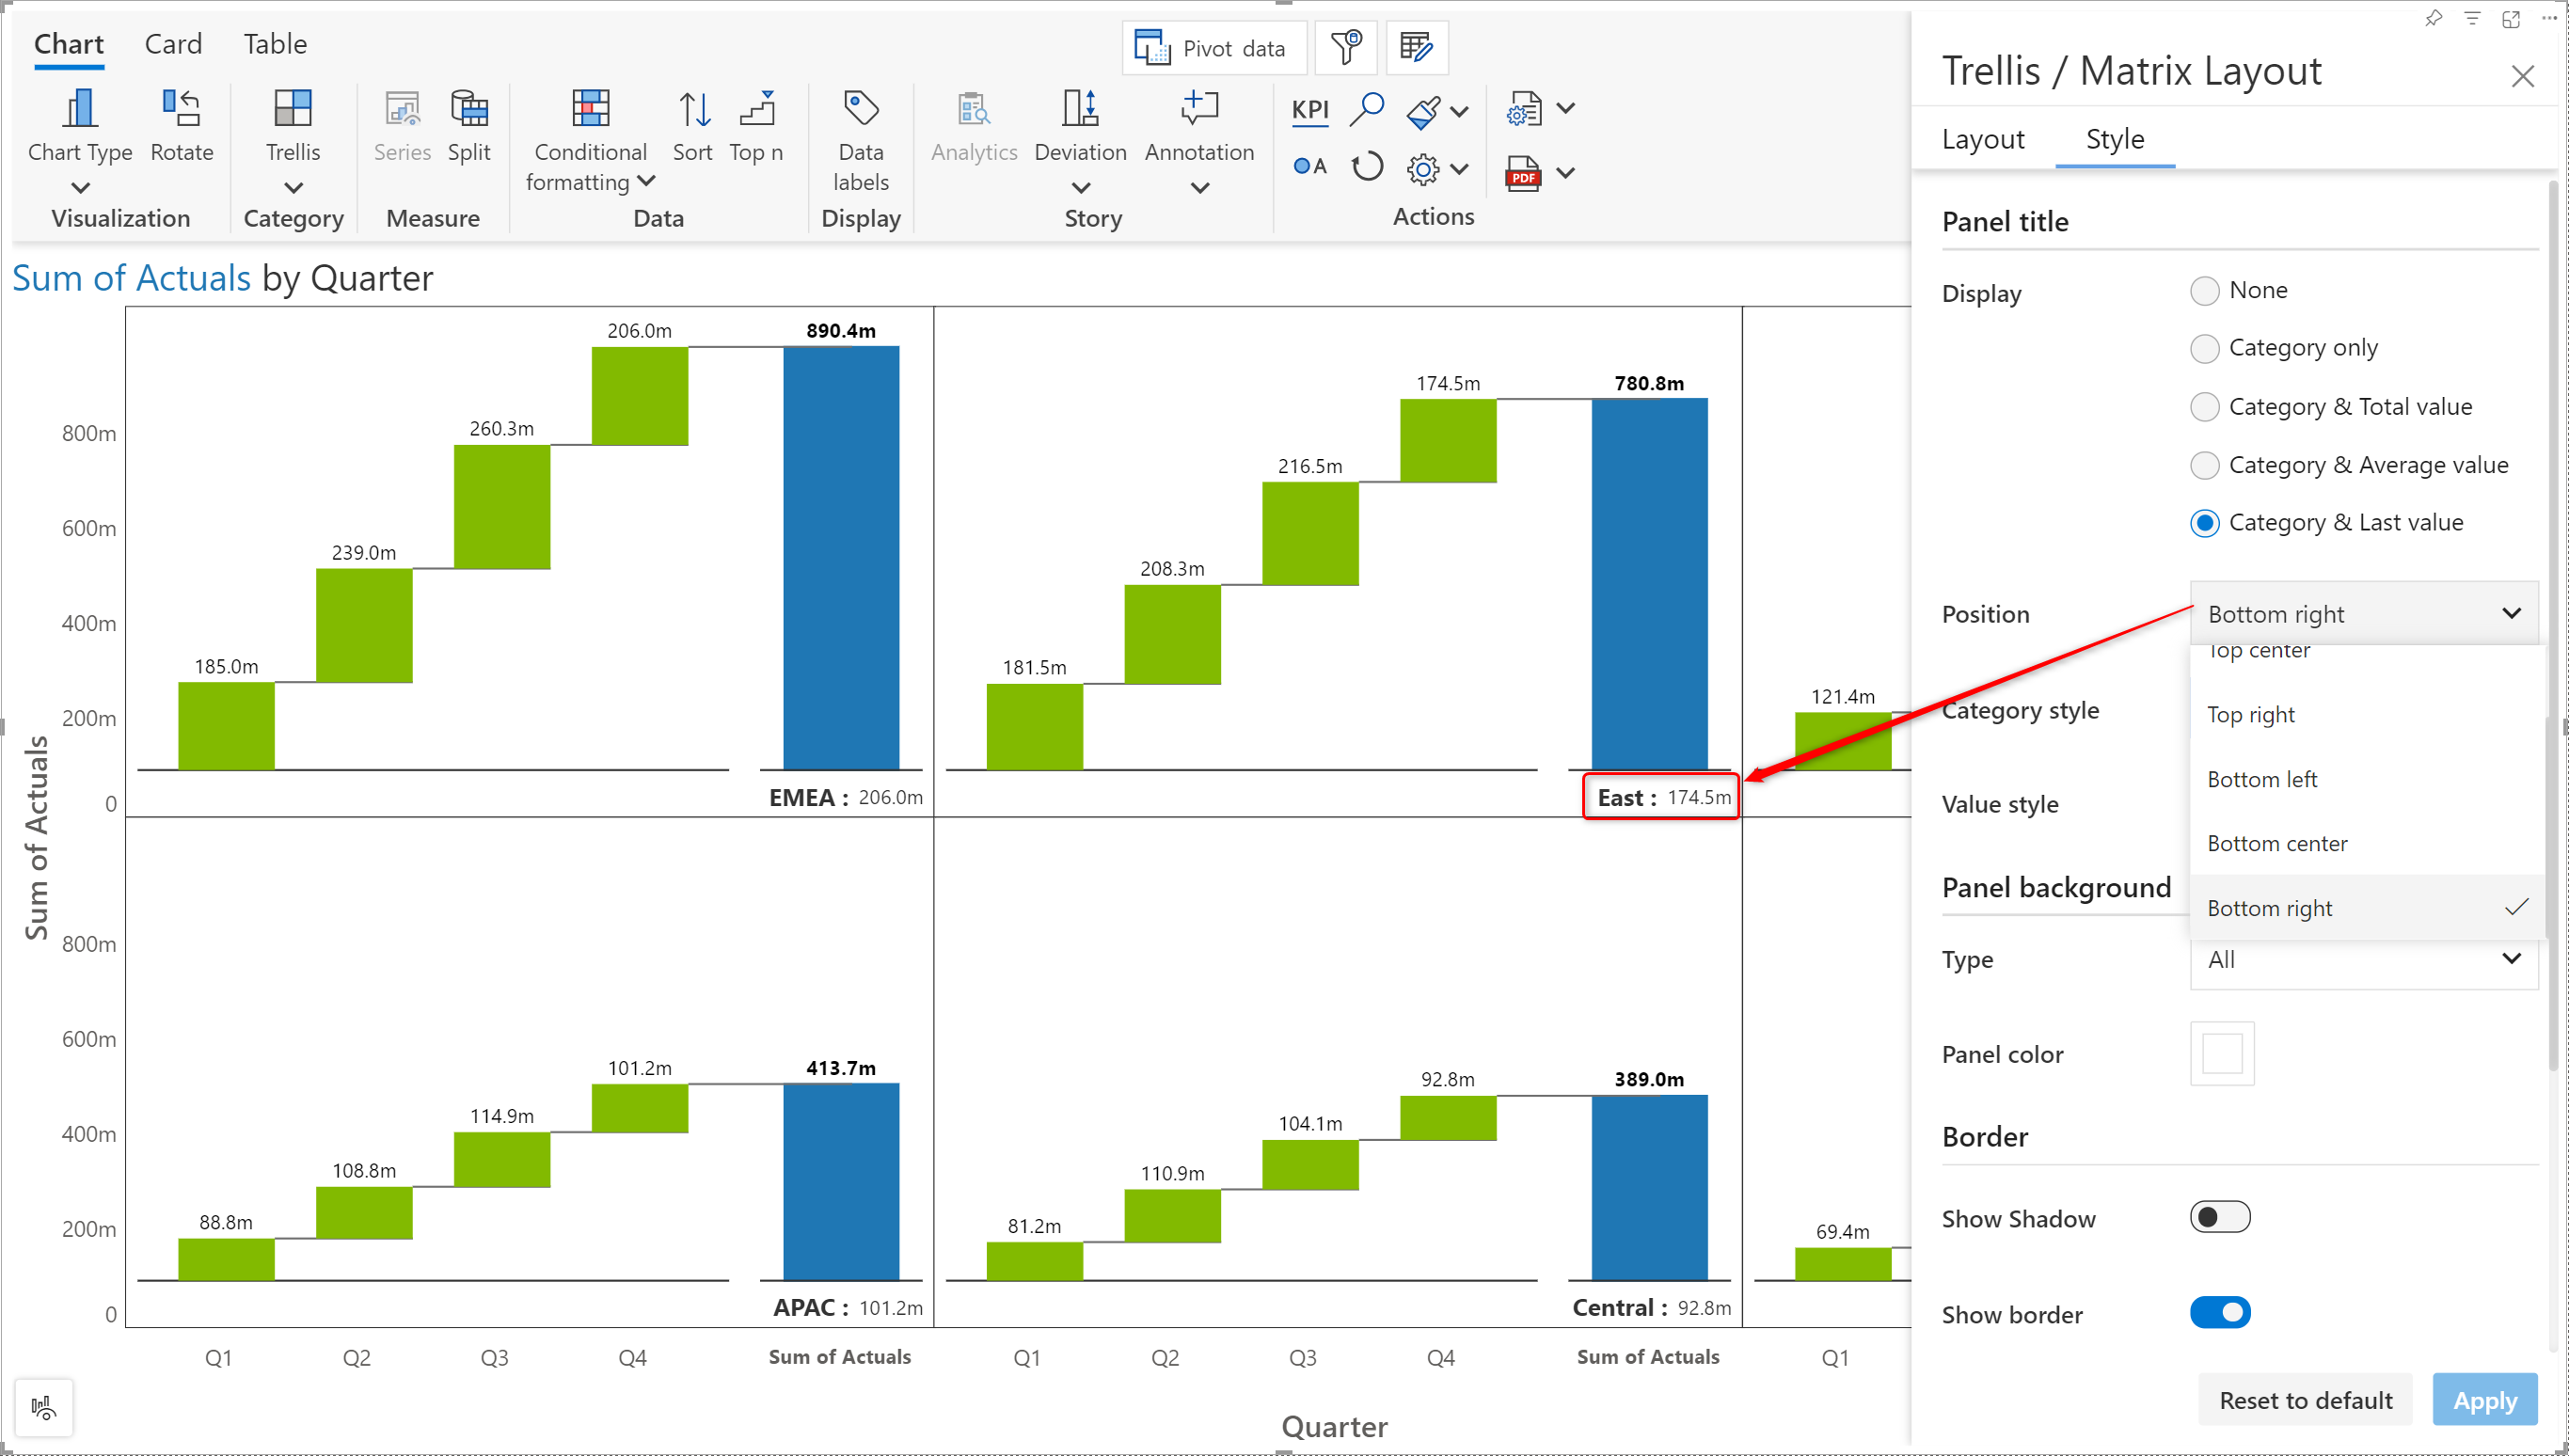 Chart Card Table
Pivot data
Chart Type Rotate
Visualization
Trellis
Category
Series Split
Measure
Conditional formatting Sort Top n
Data
Data labels
Display
Analytics Deviation Annotation
Story
KPI
A
PDF
Actions
Sum of Actuals by Quarter
Sum of Actuals
800m
600m
400m
200m
0
185.0m
239.0m
260.3m
206.0m
890.4m
EMEA : 206.0m
181.5m
208.3m
216.5m
174.5m
780.8m
East : 174.5m
121.4m
800m
600m
400m
200m
0
88.8m
108.8m
114.9m
101.2m
413.7m
APAC : 101.2m
81.2m
110.9m
104.1m
92.8m
389.0m
Central : 92.8m
69.4m
Q1 Q2 Q3 Q4 Sum of Actuals Q1 Q2 Q3 Q4 Sum of Actuals Q1
Quarter
Trellis / Matrix Layout
Layout Style
Panel title
Display
None
Category only
Category & Total value
Category & Average value
Category & Last value
Position
Bottom right
Top center
Top right
Bottom left
Bottom center
Bottom right
Category style
Value style
Panel background
Type
All
Panel color
Border
Show Shadow
Show border
Reset to default
Apply